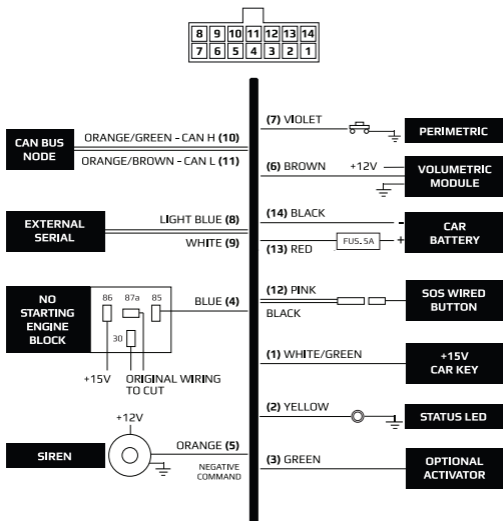 8 9 10 11 12 13 14
7 6 5 4 3 2 1
CAN BUS
NODE
ORANGE/GREEN - CAN H (10)
ORANGE/BROWN - CAN L (11)
EXTERNAL
SERIAL
LIGHT BLUE (8)
WHITE (9)
NO
STARTING
ENGINE
BLOCK
86 87a 85
30
BLUE (4)
+15V
ORIGINAL WIRING
TO CUT
+12V
SIREN
ORANGE (5)
NEGATIVE
COMMAND
(7) VIOLET
PERIMETRIC
(6) BROWN +12V
VOLUMETRIC
MODULE
(14) BLACK -
(13) RED
FUS. 5A +
CAR
BATTERY
(12) PINK
BLACK
SOS WIRED
BUTTON
(1) WHITE/GREEN
+15V
CAR KEY
(2) YELLOW
STATUS LED
(3) GREEN
OPTIONAL
ACTIVATOR